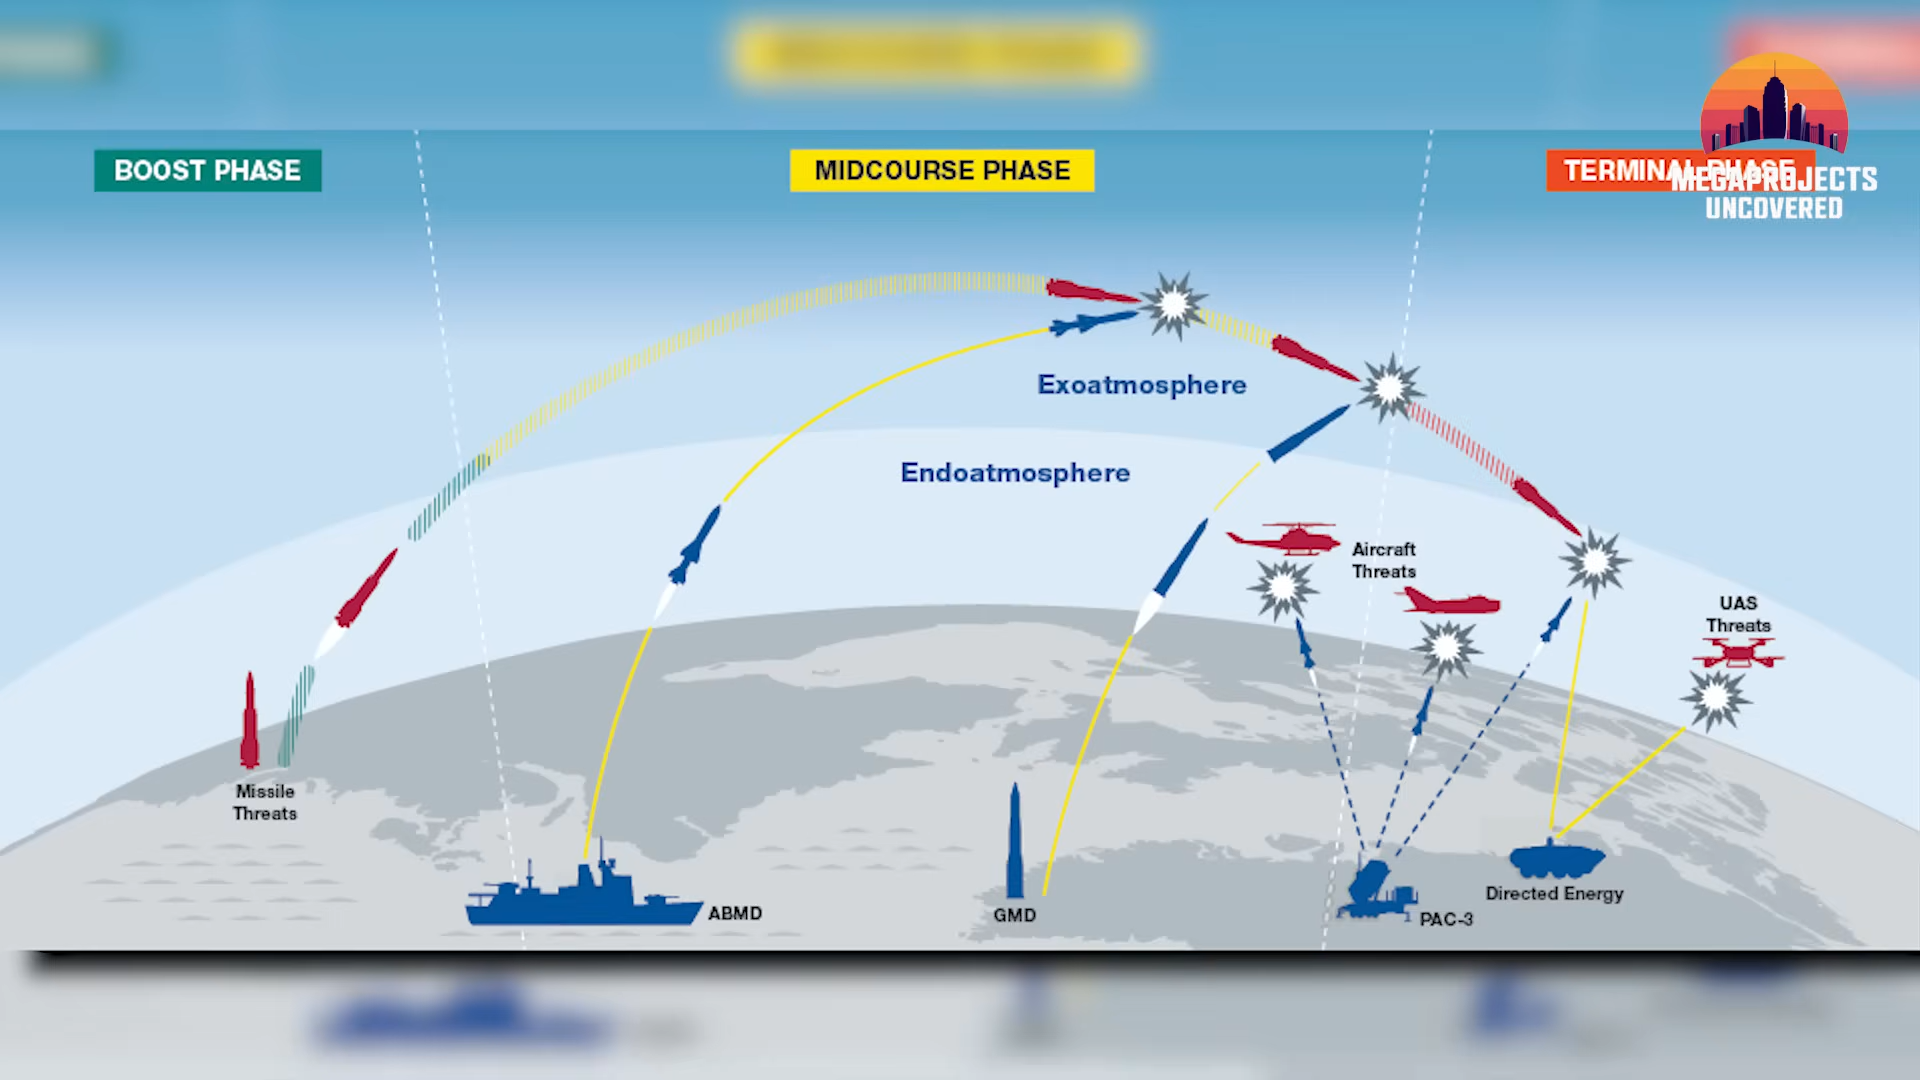 BOOST PHASE
MIDCOURSE PHASE
TERMINAL PHASE
MEGAPROJECTS
UNCOVERED
Exoatmosphere
Endoatmosphere
Aircraft
Threats
UAS
Threats
Missile
Threats
ABMD
GMD
PAC-3
Directed Energy